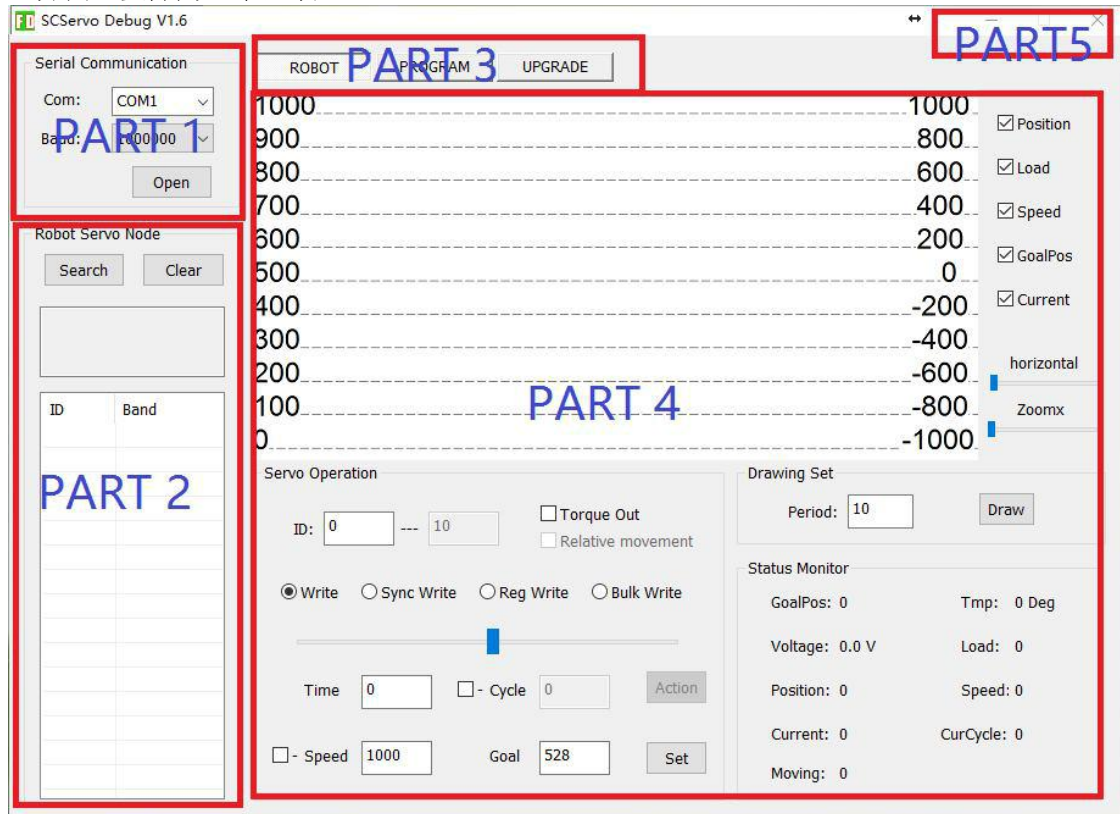 FD SCServo Debug V1.6
PART5
Serial Communication
Com: COM1
Baud: 1000000
PART 1
Open
ROBOT PROGRAM UPGRADE
PART 3
Robot Servo Node
Search Clear
ID Band
PART 2
1000 1000
900 800
800 600
700 400
600 200
500 0
400 -200
300 -400
200 -600
100 -800
0 -1000
PART 4
Position
Load
Speed
GoalPos
Current
horizontal
Zoomx
Servo Operation
ID: 0 --- 10
Torque Out
Relative movement
Write Sync Write Reg Write Bulk Write
Time 0 - Cycle 0 Action
- Speed 1000 Goal 528 Set
Drawing Set
Period: 10 Draw
Status Monitor
GoalPos: 0 Tmp: 0 Deg
Voltage: 0.0 V Load: 0
Position: 0 Speed: 0
Current: 0 CurCycle: 0
Moving: 0